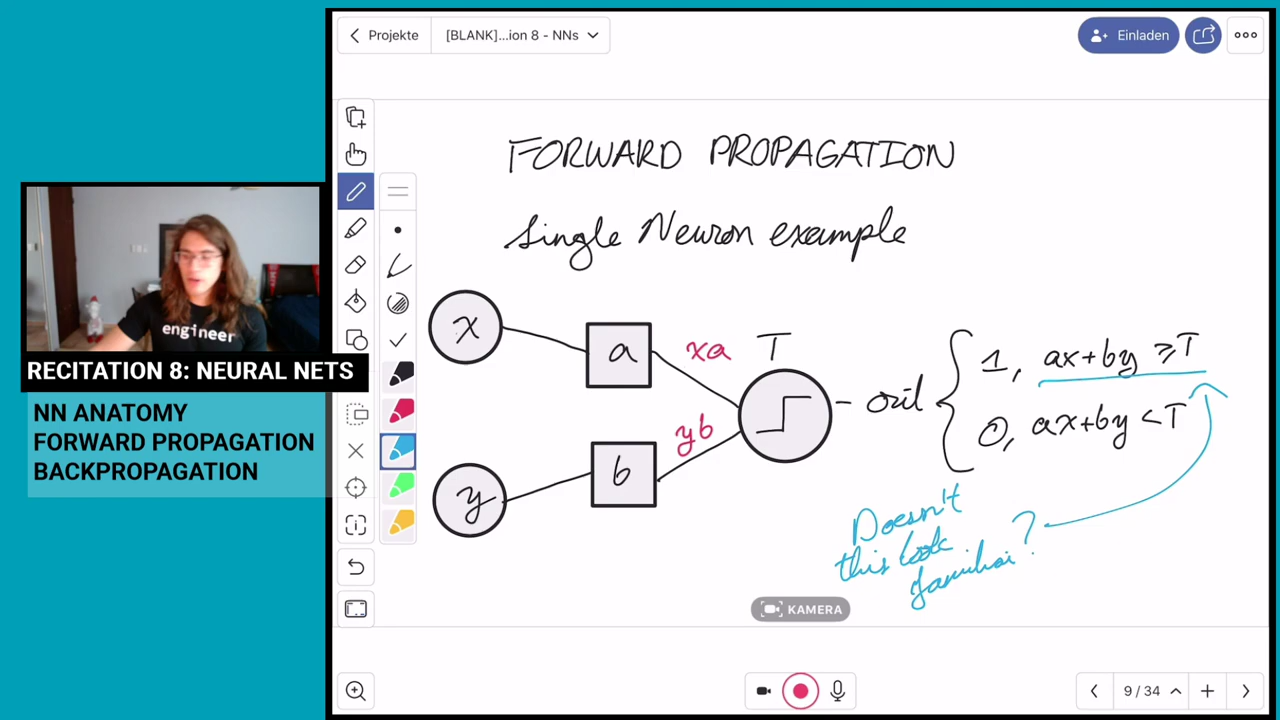 Projekte
[BLANK]...ion 8 - NNs
Einladen
FORWARD PROPAGATION
Single Neuron example
x
a
xa
T
1, ax+by ≥T
out
0, ax+by <T
yb
b
y
Doesn't
this look
familiar?
engineer
RECITATION 8: NEURAL NETS
NN ANATOMY
FORWARD PROPAGATION
BACKPROPAGATION
KAMERA
9 / 34